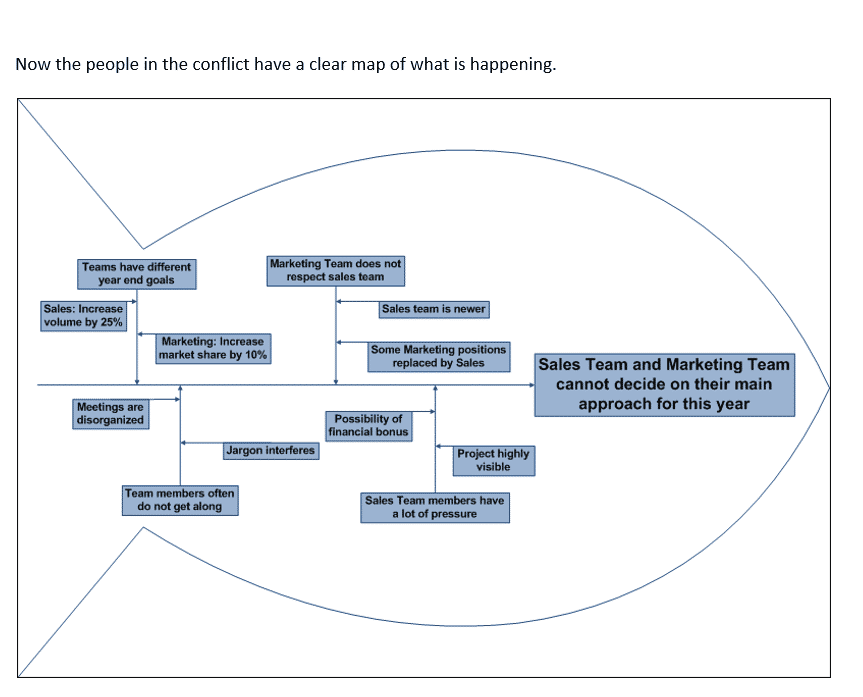 Now the people in the conflict have a clear map of what is happening.
Teams have different
year end goals
Marketing Team does not
respect sales team
Sales: Increase
volume by 25%
Sales team is newer
Marketing: Increase
market share by 10%
Some Marketing positions
replaced by Sales
Sales Team and Marketing Team
cannot decide on their main
approach for this year
Meetings are
disorganized
Possibility of
financial bonus
Jargon interferes
Project highly
visible
Team members often
do not get along
Sales Team members have
a lot of pressure